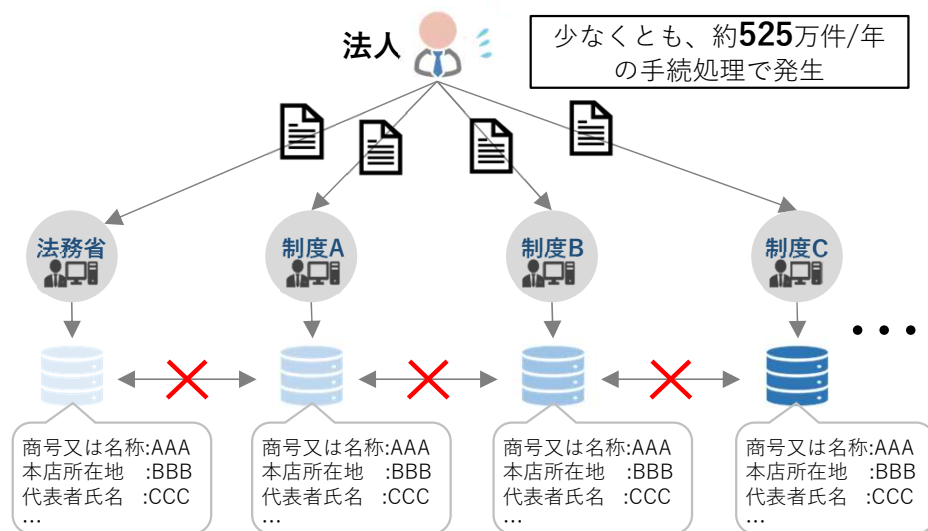 法人
少なくとも、約525万件/年
の手続処理で発生
法務省
制度A
制度B
制度C
・・・
商号又は名称:AAA
本店所在地 :BBB
代表者氏名 :CCC
…
商号又は名称:AAA
本店所在地 :BBB
代表者氏名 :CCC
…
商号又は名称:AAA
本店所在地 :BBB
代表者氏名 :CCC
…
商号又は名称:AAA
本店所在地 :BBB
代表者氏名 :CCC
…